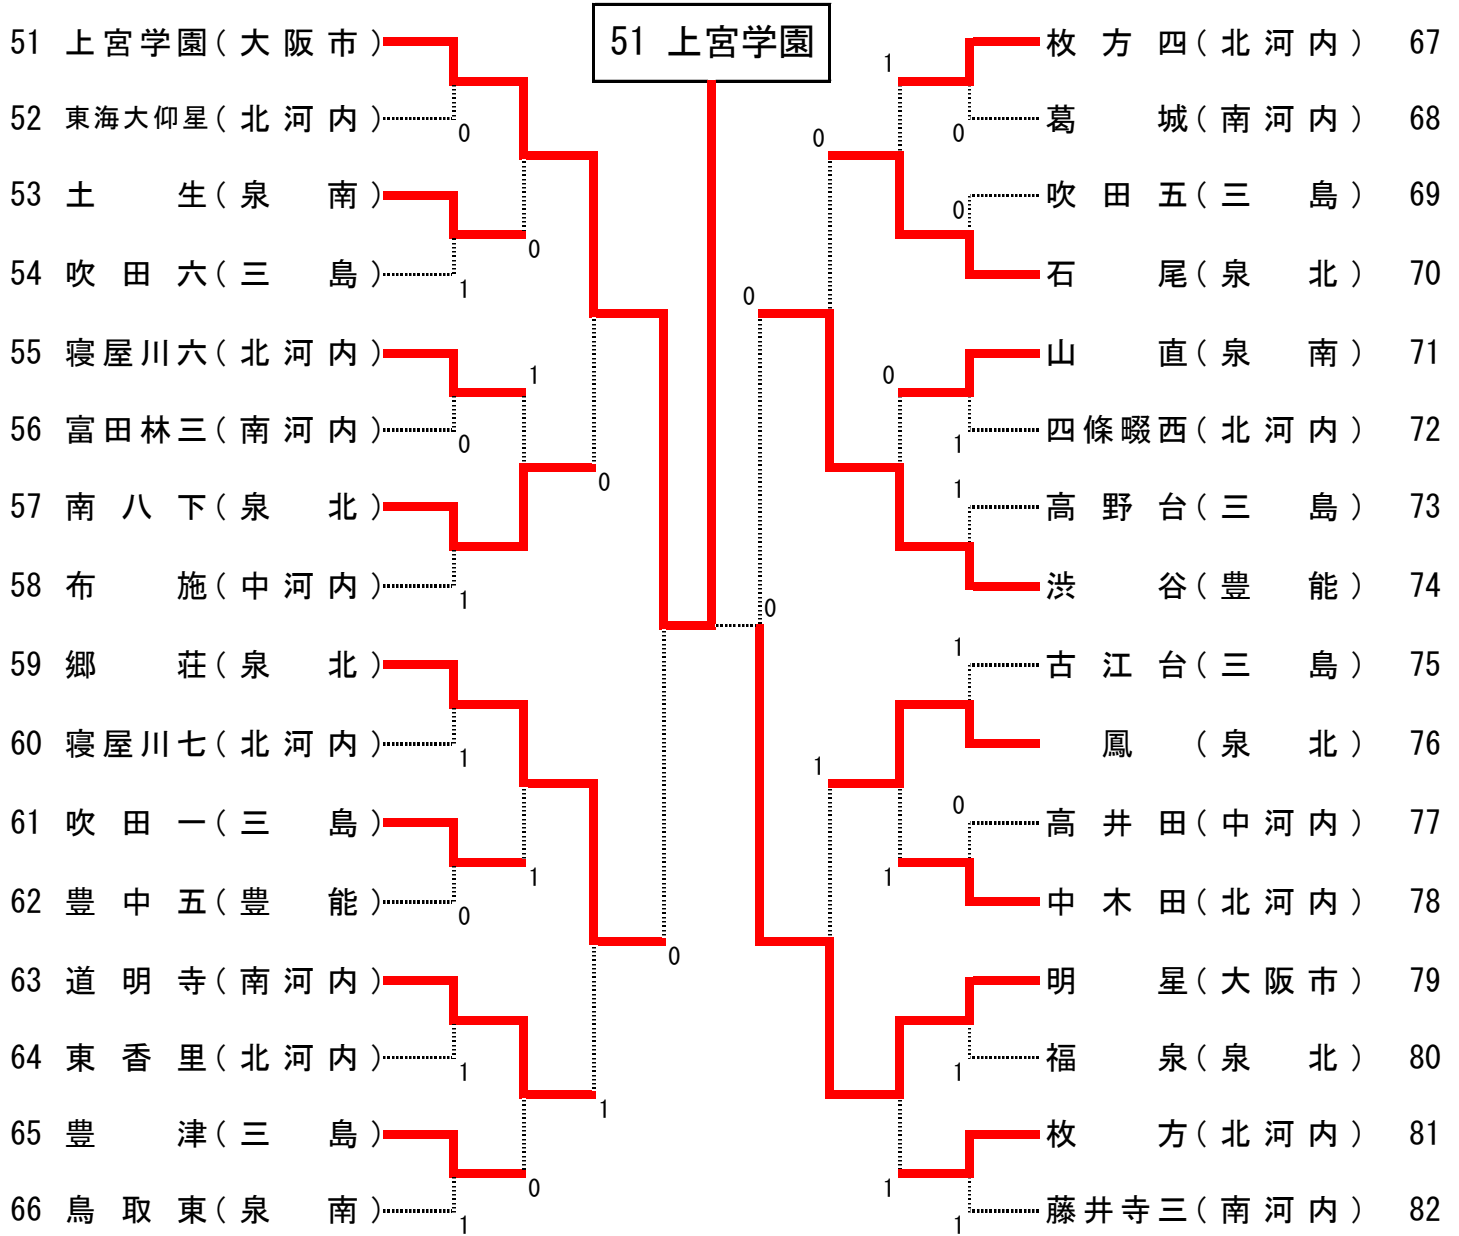 51 上宮学園
51 上宮学園(大阪市)
52 東海大仰星(北河内)
0
53 土生(泉南)
0
54 吹田六(三島)
1
55 寝屋川六(北河内)
1
56 富田林三(南河内)
0
57 南八下(泉北)
0
58 布施(中河内)
1
59 郷荘(泉北)
60 寝屋川七(北河内)
1
61 吹田一(三島)
1
62 豊中五(豊能)
0
63 道明寺(南河内)
0
64 東香里(北河内)
1
65 豊津(三島)
1
0
66 鳥取東(泉南)
1
枚方四(北河内) 67
1
葛城(南河内) 68
0
0
吹田五(三島) 69
0
石尾(泉北) 70
0
山直(泉南) 71
0
四條畷西(北河内) 72
1
高野台(三島) 73
1
渋谷(豊能) 74
0
古江台(三島) 75
1
鳳(泉北) 76
1
高井田(中河内) 77
0
中木田(北河内) 78
1
明星(大阪市) 79
福泉(泉北) 80
1
枚方(北河内) 81
1
藤井寺三(南河内) 82
1